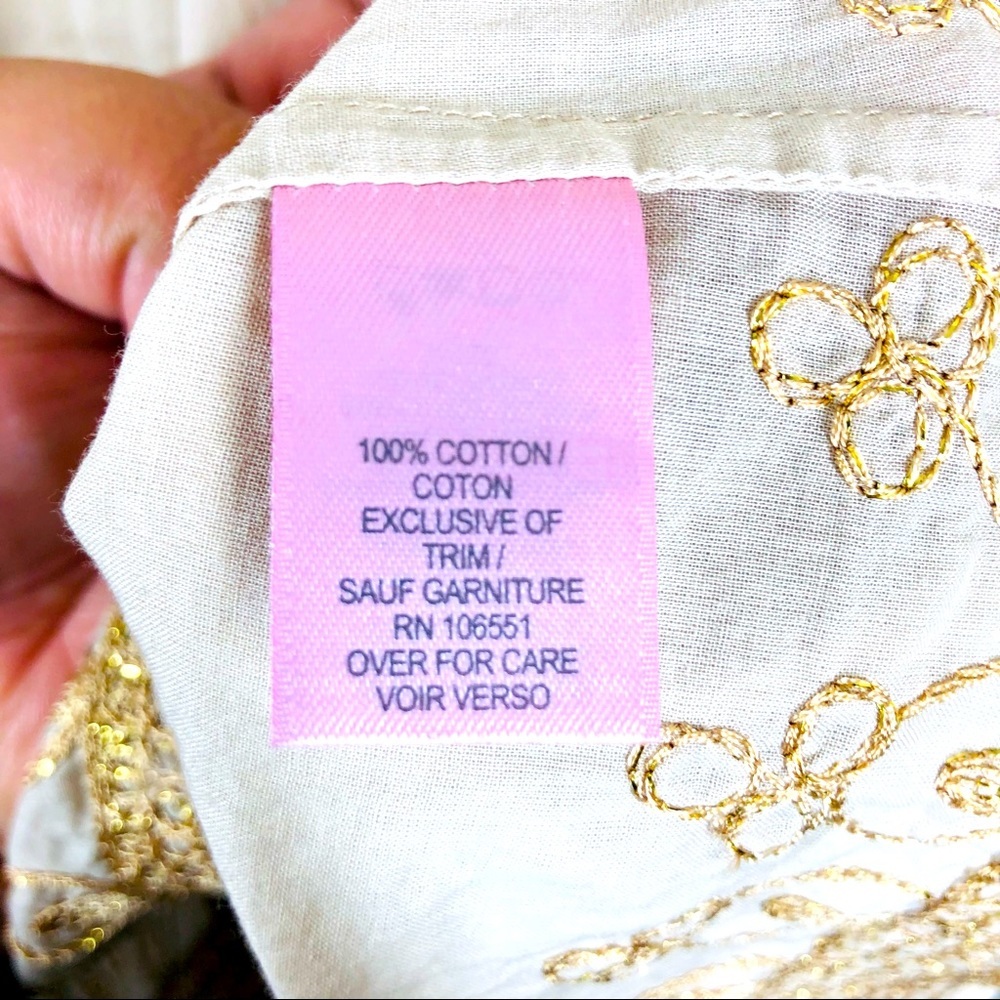 100% COTTON /
COTON
EXCLUSIVE OF
TRIM /
SAUF GARNITURE
RN 106551
OVER FOR CARE
VOIR VERSO